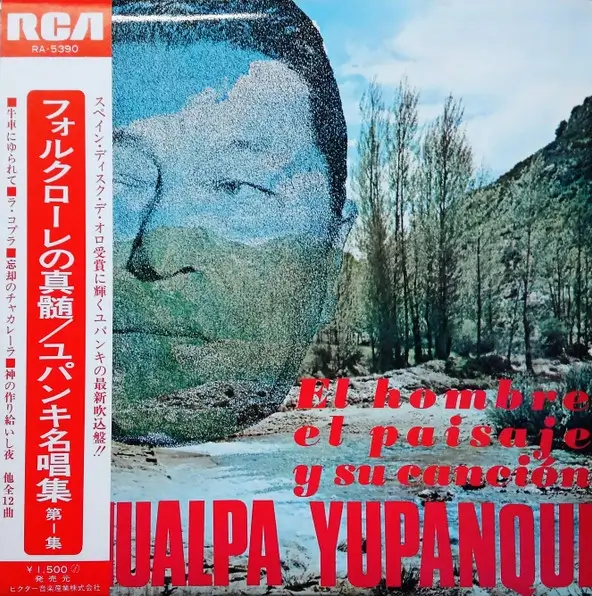 RCA
RA-5390
スペイン・ディスク・デ・オロ受賞に輝くユパンキの最新吹込盤!!
フォルクローレの真髄/ユパンキ名唱集 第1集
■牛車にゆられて■ラ・コプラ■忘却のチャカレーラ■神の作り給いし夜 他全12曲
¥1,500
発売元
ビクター音楽産業株式会社
El hombre
el paisaje
y su canción
HUALPA YUPANQUI